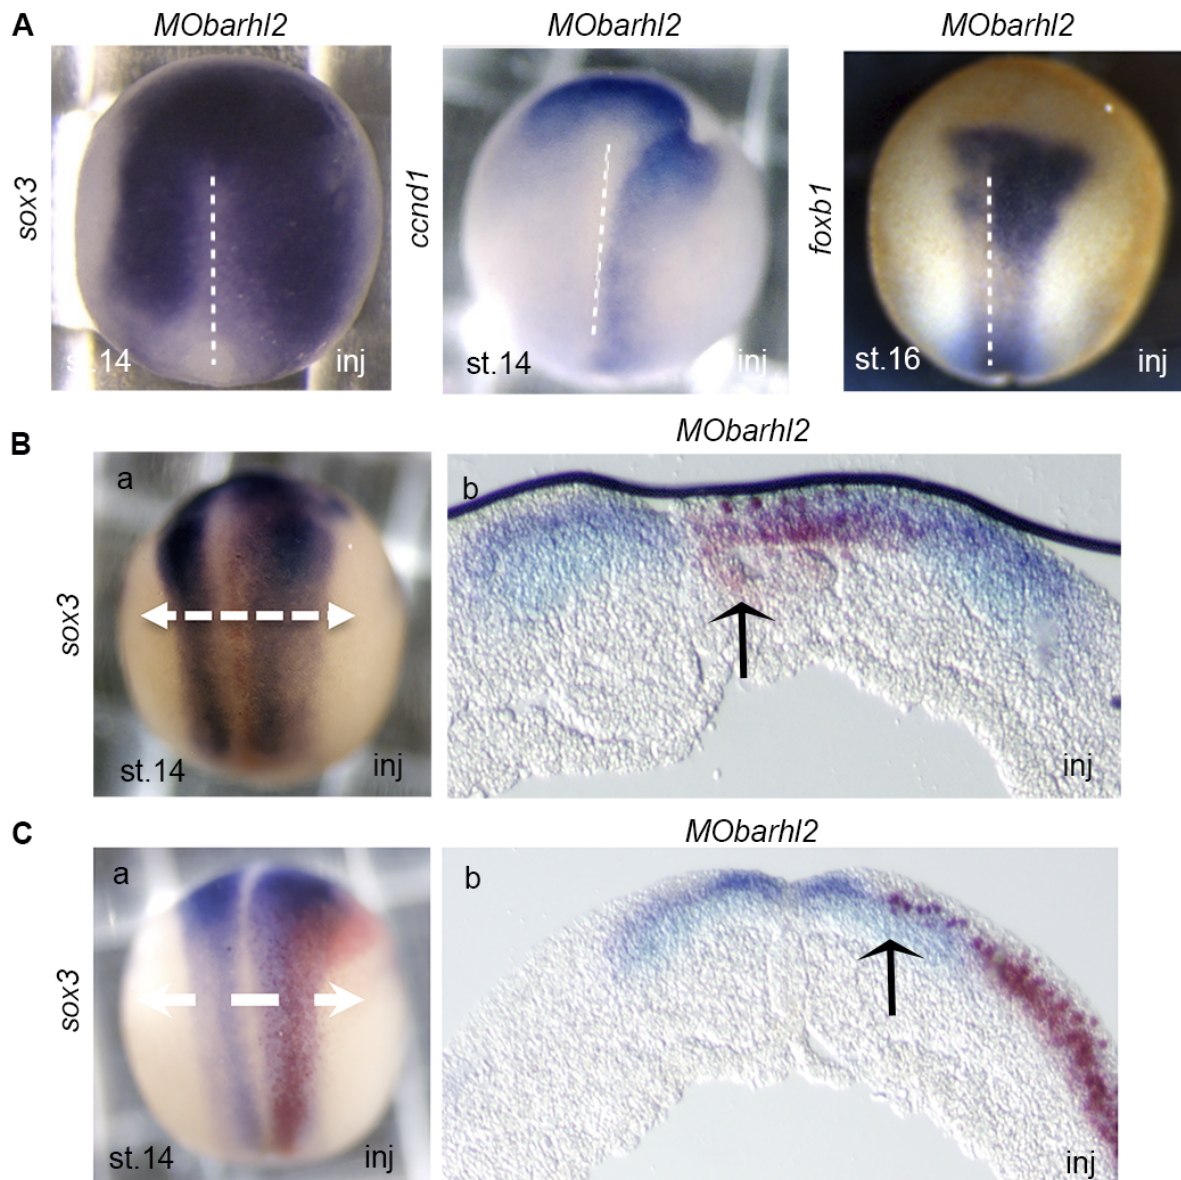 A
MObarhl2
MObarhl2
MObarhl2
sox3
st.14
inj
ccnd1
st.14
inj
foxb1
st.16
inj
B
MObarhl2
sox3
a
st.14
inj
b
inj
C
MObarhl2
sox3
a
st.14
inj
b
inj